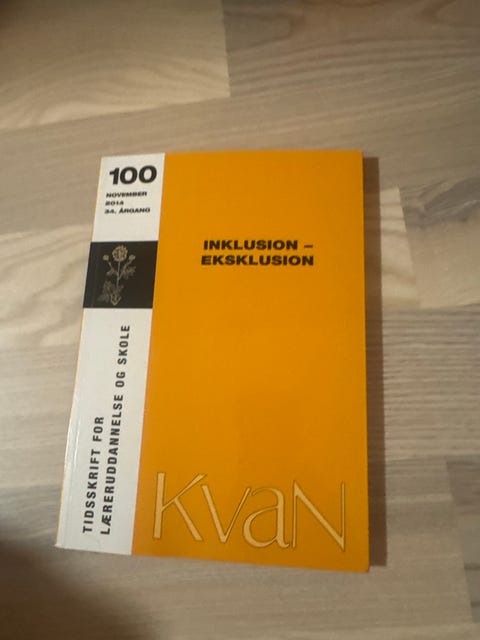 100
NOVEMBER
2014
34. ÅRGANG
INKLUSION –
EKSKLUSION
TIDSSKRIFT FOR
LÆRERUDDANNELSE OG SKOLE
KvaN